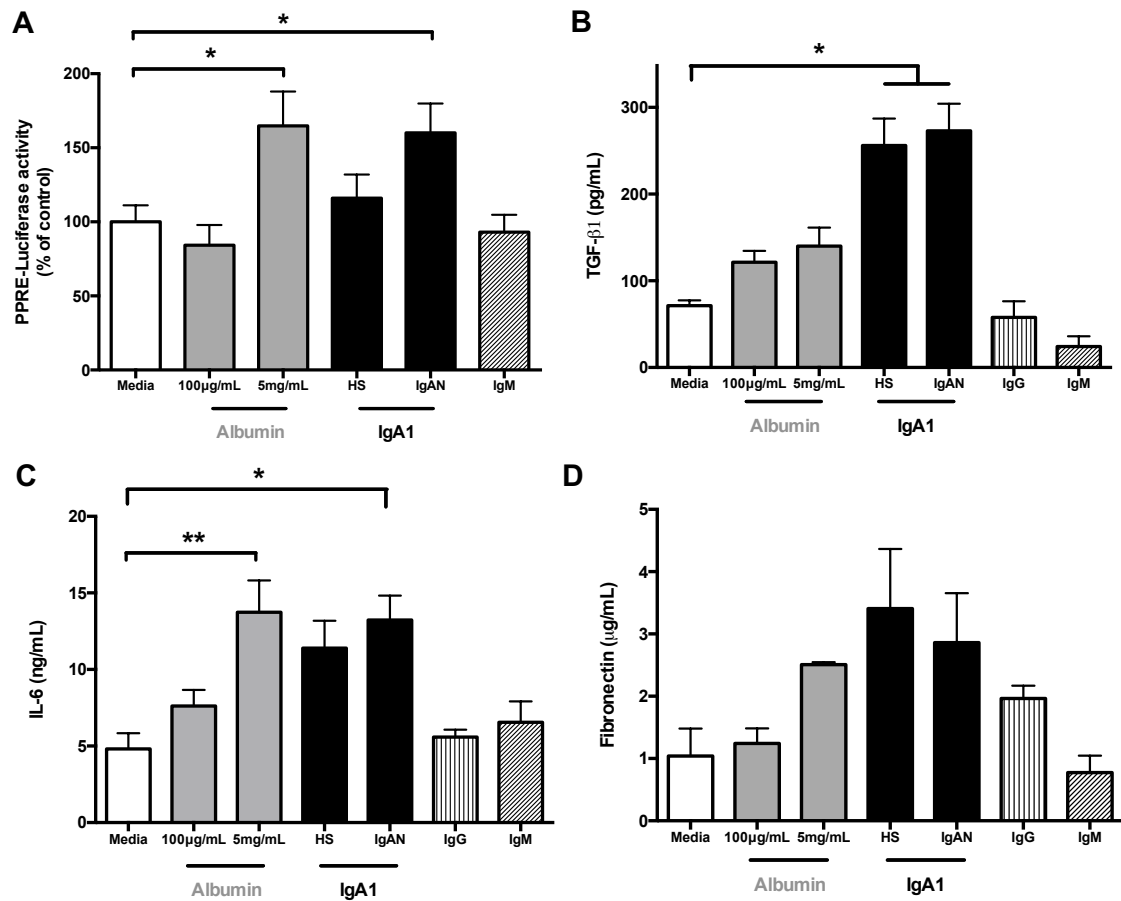 A
*
*
PPRE-Luciferase activity
(% of control)
200
150
100
50
0
Media 100µg/mL 5mg/mL HS IgAN IgM
Albumin IgA1
B
*
TGF-β1 (pg/mL)
300
200
100
0
Media 100µg/mL 5mg/mL HS IgAN IgG IgM
Albumin IgA1
C
*
**
IL-6 (ng/mL)
20
15
10
5
0
Media 100µg/mL 5mg/mL HS IgAN IgG IgM
Albumin IgA1
D
Fibronectin (µg/mL)
5
4
3
2
1
0
Media 100µg/mL 5mg/mL HS IgAN IgG IgM
Albumin IgA1